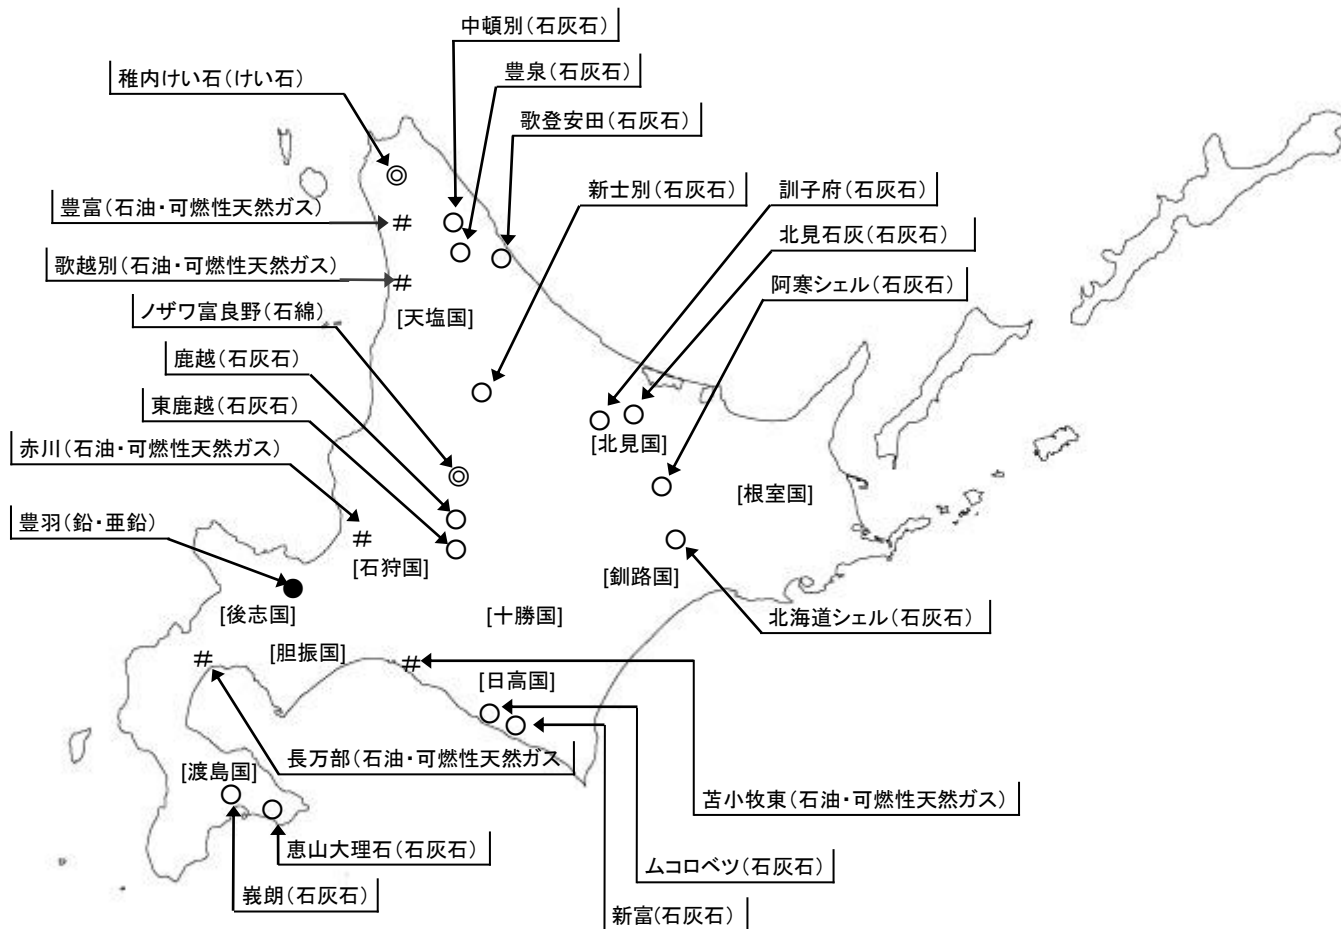 中頓別(石灰石)
豊泉(石灰石)
稚内けい石(けい石)
歌登安田(石灰石)
新士別(石灰石)
訓子府(石灰石)
豊富(石油・可燃性天然ガス)
#
北見石灰(石灰石)
歌越別(石油・可燃性天然ガス)
#
阿寒シェル(石灰石)
ノザワ富良野(石綿)
[天塩国]
鹿越(石灰石)
東鹿越(石灰石)
赤川(石油・可燃性天然ガス)
[北見国]
[根室国]
豊羽(鉛・亜鉛)
#
[石狩国]
[釧路国]
[後志国]
[十勝国]
北海道シェル(石灰石)
[胆振国]
#
#
[日高国]
長万部(石油・可燃性天然ガス
[渡島国]
苫小牧東(石油・可燃性天然ガス)
恵山大理石(石灰石)
ムコロベツ(石灰石)
峩朗(石灰石)
新富(石灰石)